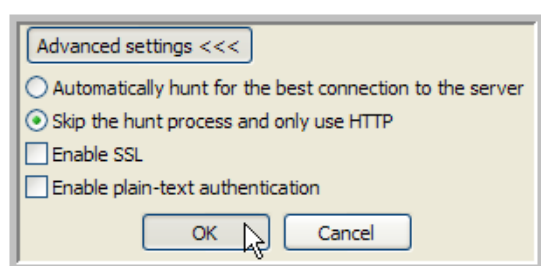 Advanced settings <<<
Automatically hunt for the best connection to the server
Skip the hunt process and only use HTTP
Enable SSL
Enable plain-text authentication
OK Cancel